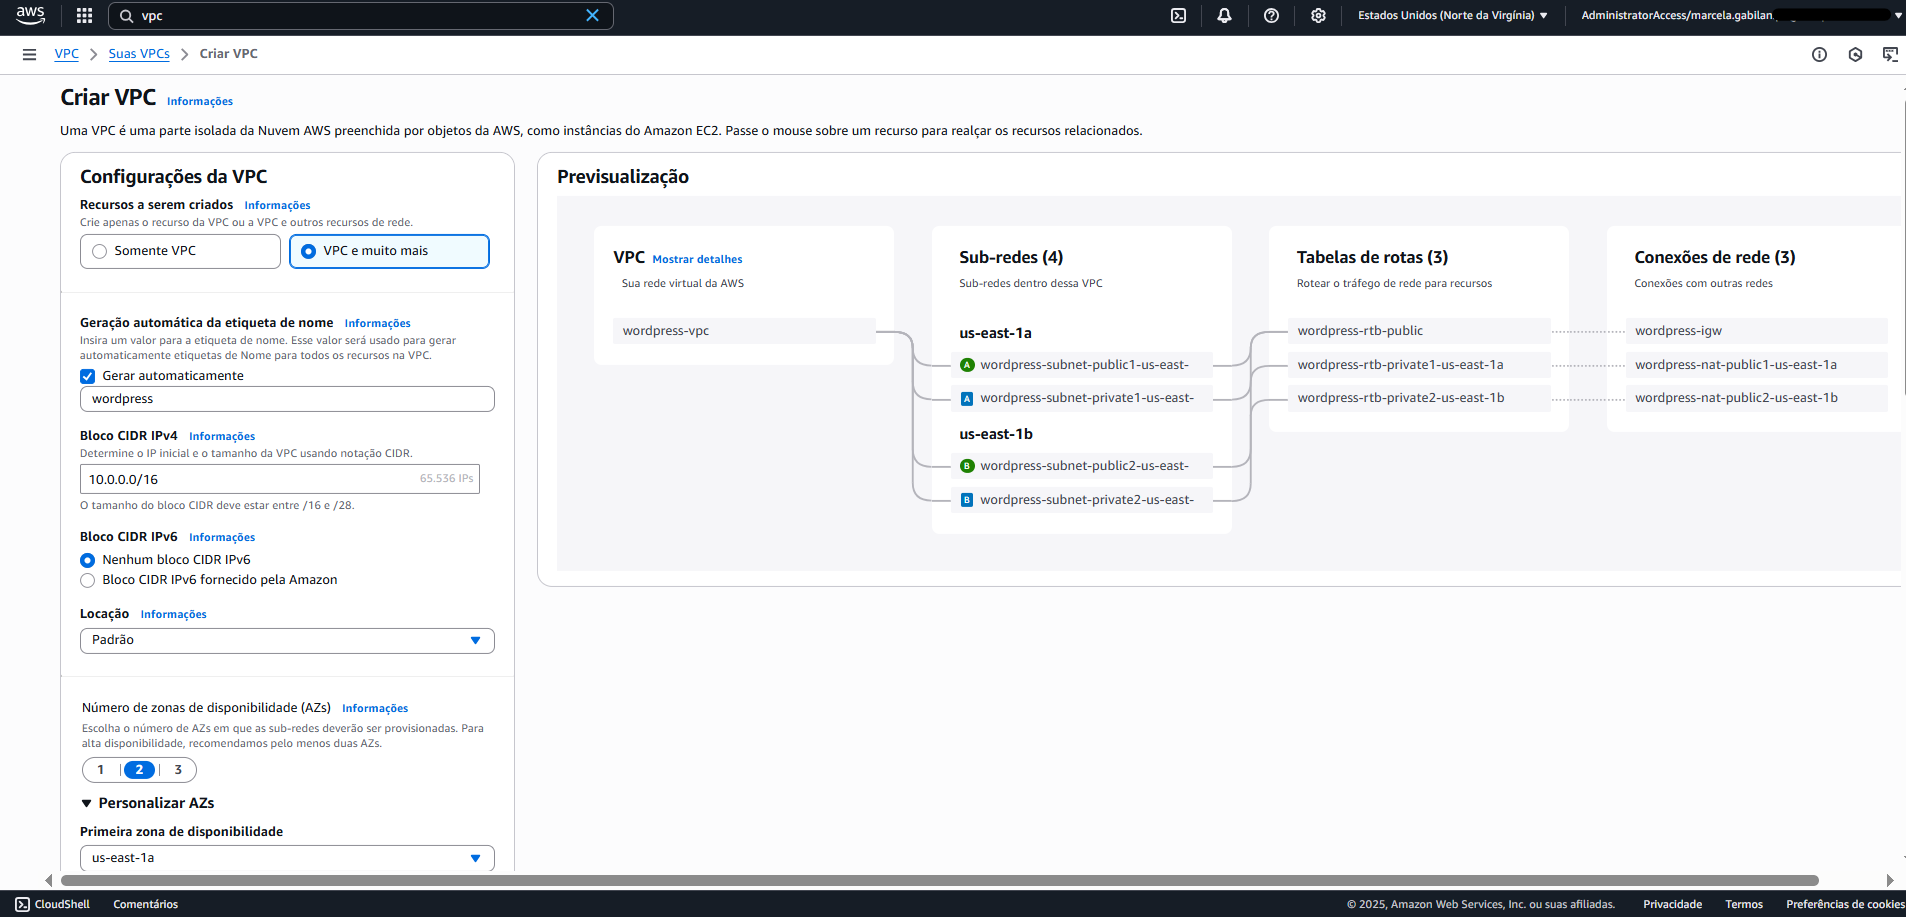 aws
vpc
Estados Unidos (Norte da Virgínia)
AdministratorAccess/marcela.gabilan
VPC
Suas VPCs
Criar VPC
Criar VPC
Informações
Uma VPC é uma parte isolada da Nuvem AWS preenchida por objetos da AWS, como instâncias do Amazon EC2. Passe o mouse sobre um recurso para realçar os recursos relacionados.
Configurações da VPC
Recursos a serem criados
Informações
Crie apenas o recurso da VPC ou a VPC e outros recursos de rede.
Somente VPC
VPC e muito mais
Geração automática da etiqueta de nome
Informações
Insira um valor para a etiqueta de nome. Esse valor será usado para gerar
automaticamente etiquetas de Nome para todos os recursos na VPC.
Gerar automaticamente
wordpress
Bloco CIDR IPv4
Informações
Determine o IP inicial e o tamanho da VPC usando notação CIDR.
10.0.0.0/16
65.536 IPs
O tamanho do bloco CIDR deve estar entre /16 e /28.
Bloco CIDR IPv6
Informações
Nenhum bloco CIDR IPv6
Bloco CIDR IPv6 fornecido pela Amazon
Locação
Informações
Padrão
Número de zonas de disponibilidade (AZs)
Informações
Escolha o número de AZs em que as sub-redes deverão ser provisionadas. Para
alta disponibilidade, recomendamos pelo menos duas AZs.
1
2
3
Personalizar AZs
Primeira zona de disponibilidade
us-east-1a
Previsualização
VPC
Mostrar detalhes
Sua rede virtual da AWS
wordpress-vpc
Sub-redes (4)
Sub-redes dentro dessa VPC
us-east-1a
A wordpress-subnet-public1-us-east-
A wordpress-subnet-private1-us-east-
us-east-1b
B wordpress-subnet-public2-us-east-
B wordpress-subnet-private2-us-east-
Tabelas de rotas (3)
Rotear o tráfego de rede para recursos
wordpress-rtb-public
wordpress-rtb-private1-us-east-1a
wordpress-rtb-private2-us-east-1b
Conexões de rede (3)
Conexões com outras redes
wordpress-igw
wordpress-nat-public1-us-east-1a
wordpress-nat-public2-us-east-1b
CloudShell
Comentários
© 2025, Amazon Web Services, Inc. ou suas afiliadas.
Privacidade
Termos
Preferências de cookies